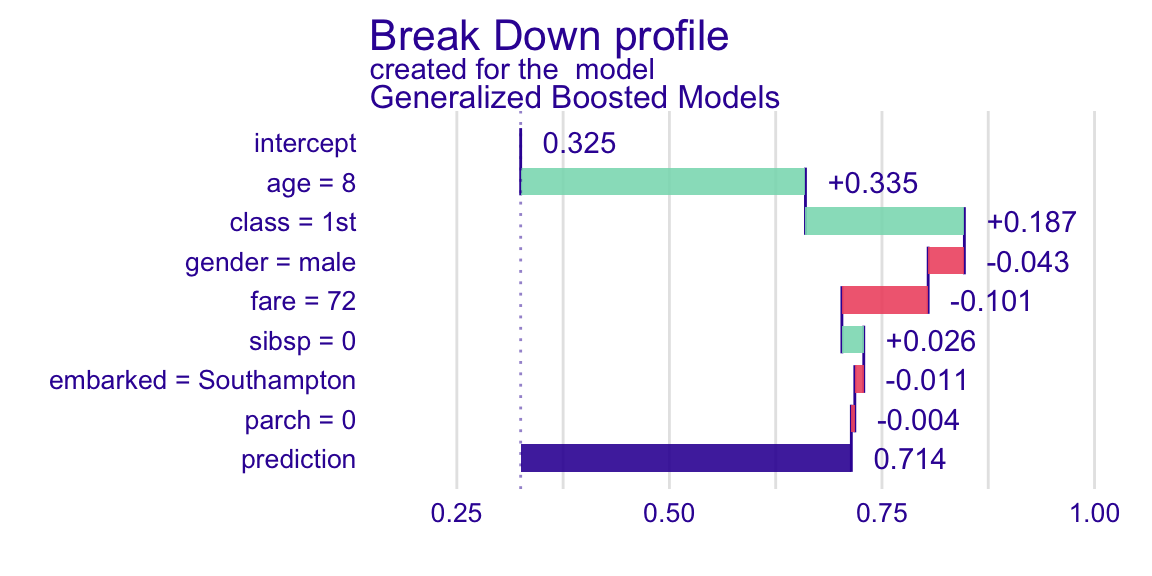 Break Down profile
created for the  model
Generalized Boosted Models
intercept 0.325
age = 8 +0.335
class = 1st +0.187
gender = male -0.043
fare = 72 -0.101
sibsp = 0 +0.026
embarked = Southampton -0.011
parch = 0 -0.004
prediction 0.714
0.25 0.50 0.75 1.00